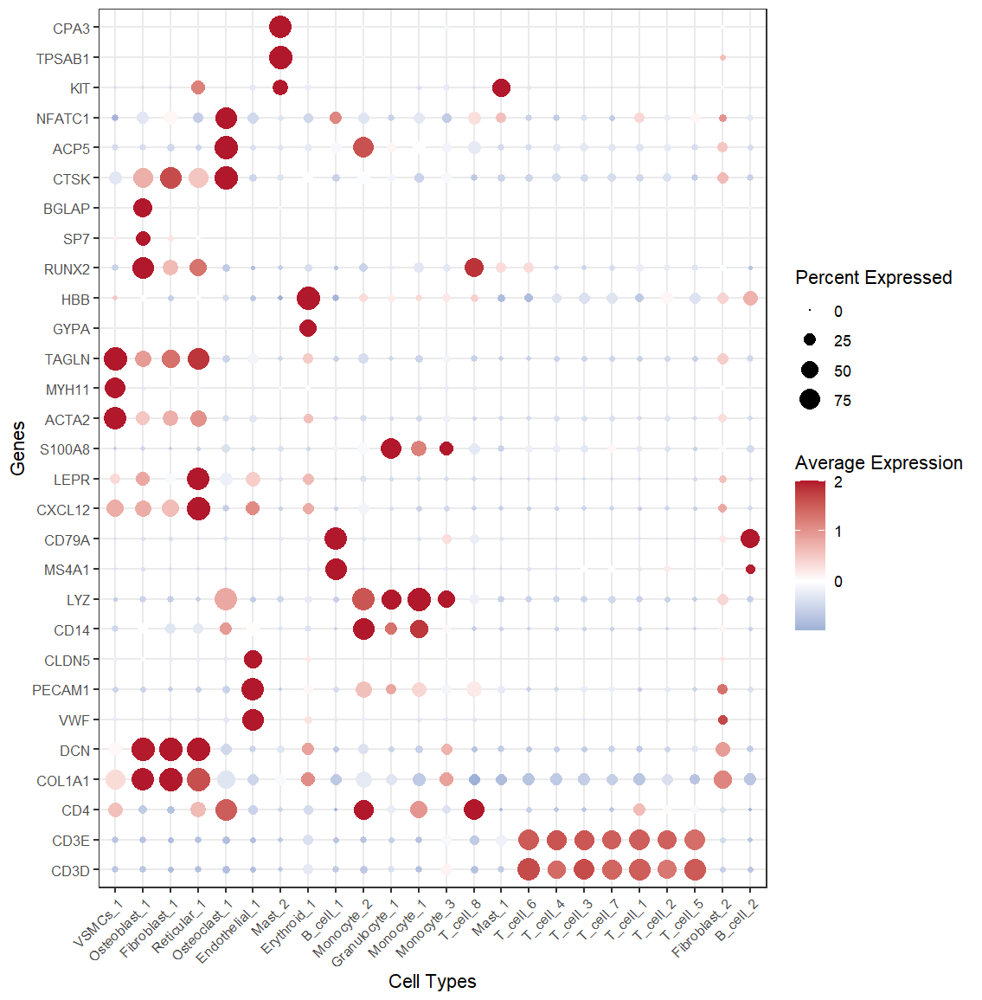 CPA3
TPSAB1
KIT
NFATC1
ACP5
CTSK
BGLAP
SP7
RUNX2
HBB
GYPA
TAGLN
MYH11
ACTA2
S100A8
LEPR
CXCL12
CD79A
MS4A1
LYZ
CD14
CLDN5
PECAM1
VWF
DCN
COL1A1
CD4
CD3E
CD3D
Genes
VSMCs_1
Osteoblast_1
Fibroblast_1
Reticular_1
Osteoclast_1
Endothelial_1
Mast_2
Erythroid_1
B_cell_1
Monocyte_2
Granulocyte_1
Monocyte_1
Monocyte_3
T_cell_8
Mast_1
T_cell_6
T_cell_4
T_cell_3
T_cell_7
T_cell_1
T_cell_2
T_cell_5
Fibroblast_2
B_cell_2
Cell Types
Percent Expressed
0
25
50
75
Average Expression
2
1
0